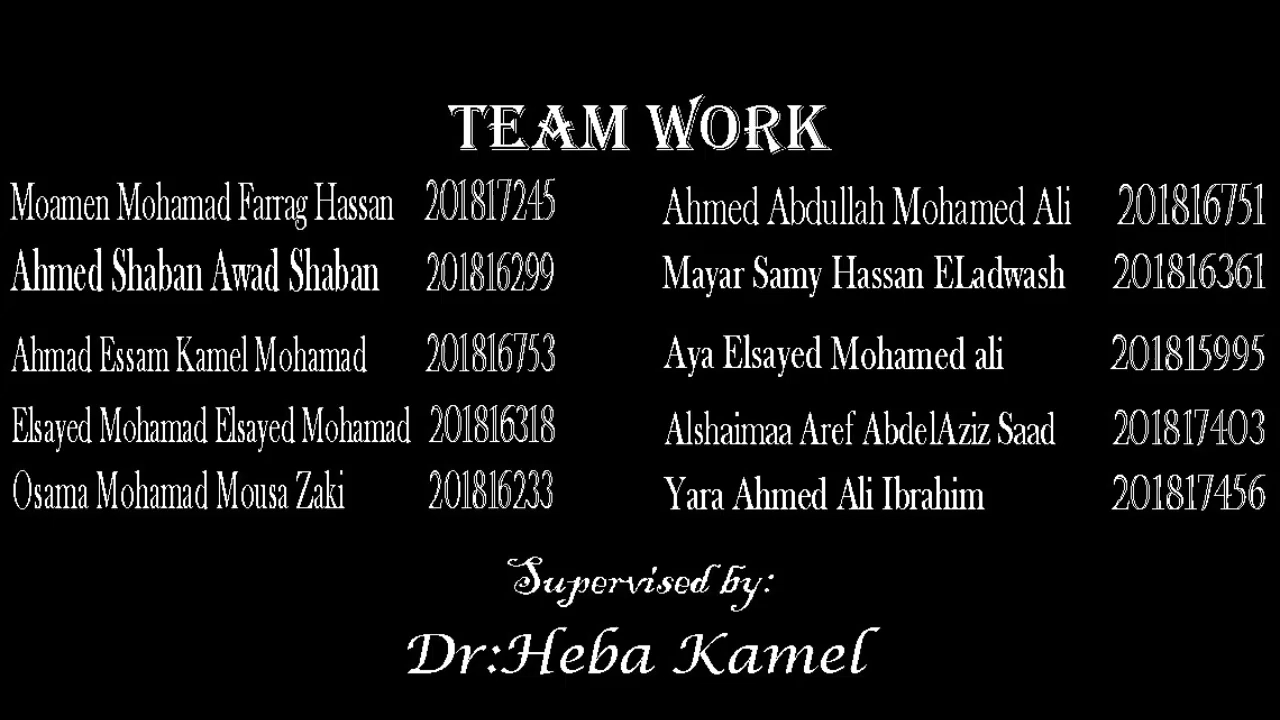 TEAM WORK
Moamen Mohamad Farrag Hassan 201817245
Ahmed Shaban Awad Shaban 201816299
Ahmad Essam Kamel Mohamad 201816753
Elsayed Mohamad Elsayed Mohamad 201816318
Osama Mohamad Mousa Zaki 201816233
Ahmed Abdullah Mohamed Ali 201816751
Mayar Samy Hassan ELadwash 201816361
Aya Elsayed Mohamed ali 201815995
Alshaimaa Aref AbdelAziz Saad 201817403
Yara Ahmed Ali Ibrahim 201817456
Supervised by:
Dr:Heba Kamel